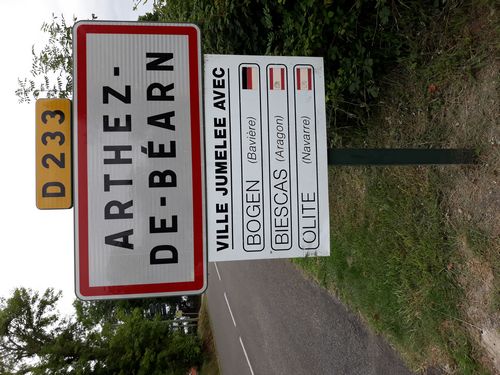 D 233
ARTHEZ-
DE-BÉARN
VILLE JUMELEE AVEC
BOGEN (Bavière)
BIESCAS (Aragon)
OLITE (Navarre)